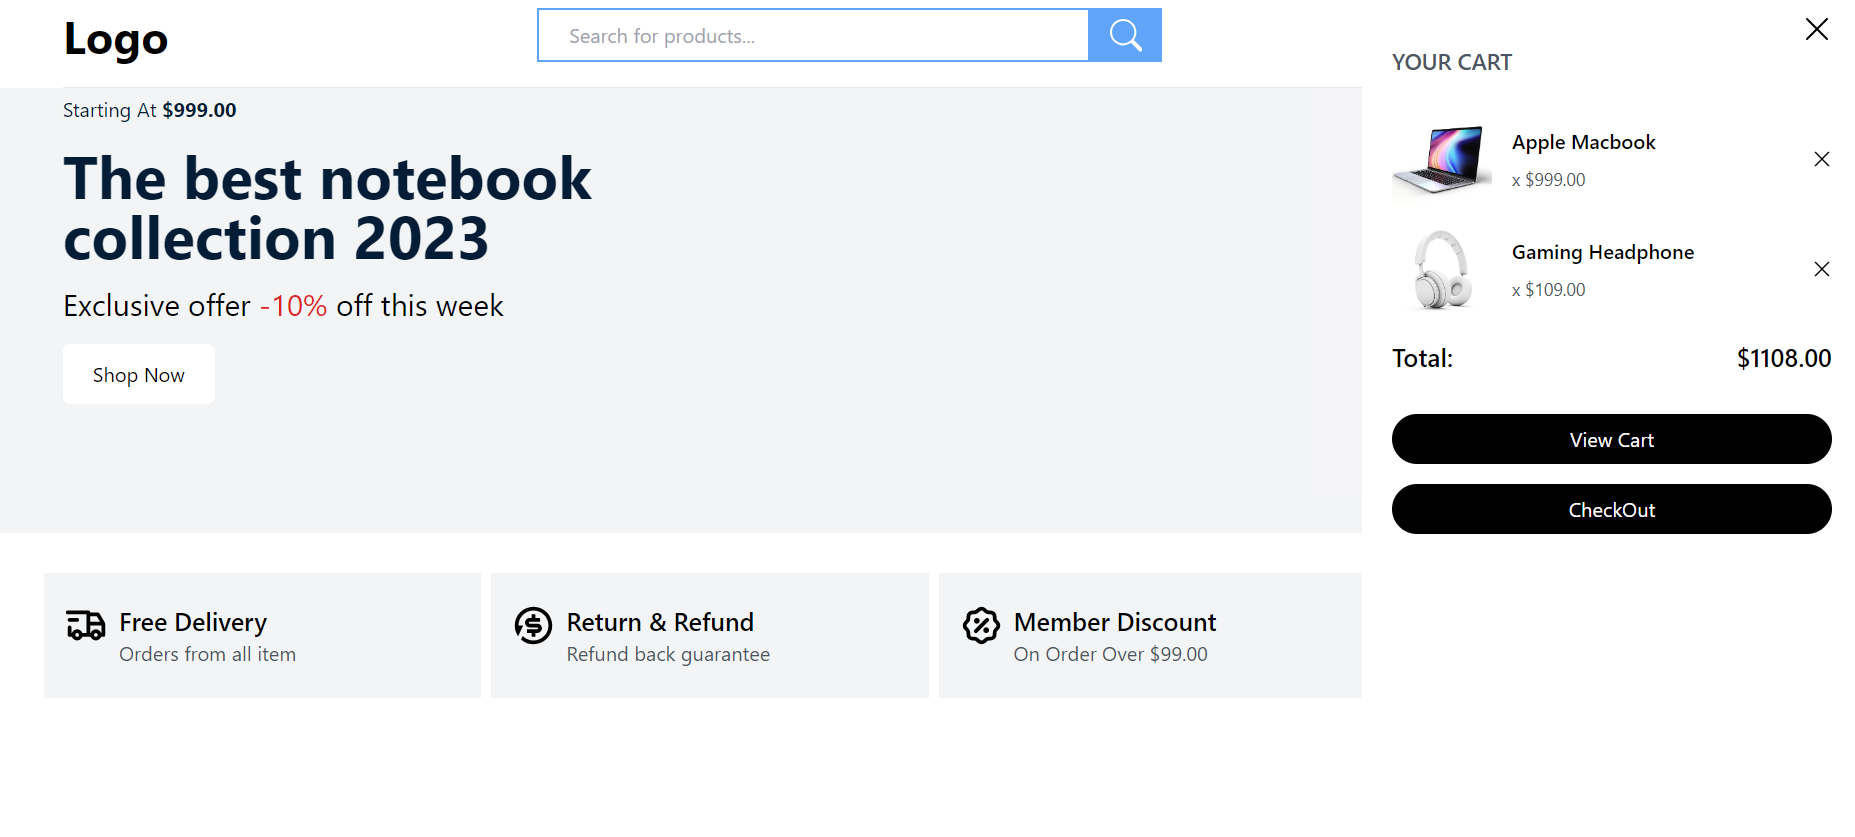 Logo
Search for products...
Starting At $999.00
The best notebook
collection 2023
Exclusive offer -10% off this week
Shop Now
Free Delivery
Orders from all item
Return & Refund
Refund back guarantee
Member Discount
On Order Over $99.00
YOUR CART
Apple Macbook
x $999.00
Gaming Headphone
x $109.00
Total: $1108.00
View Cart
CheckOut